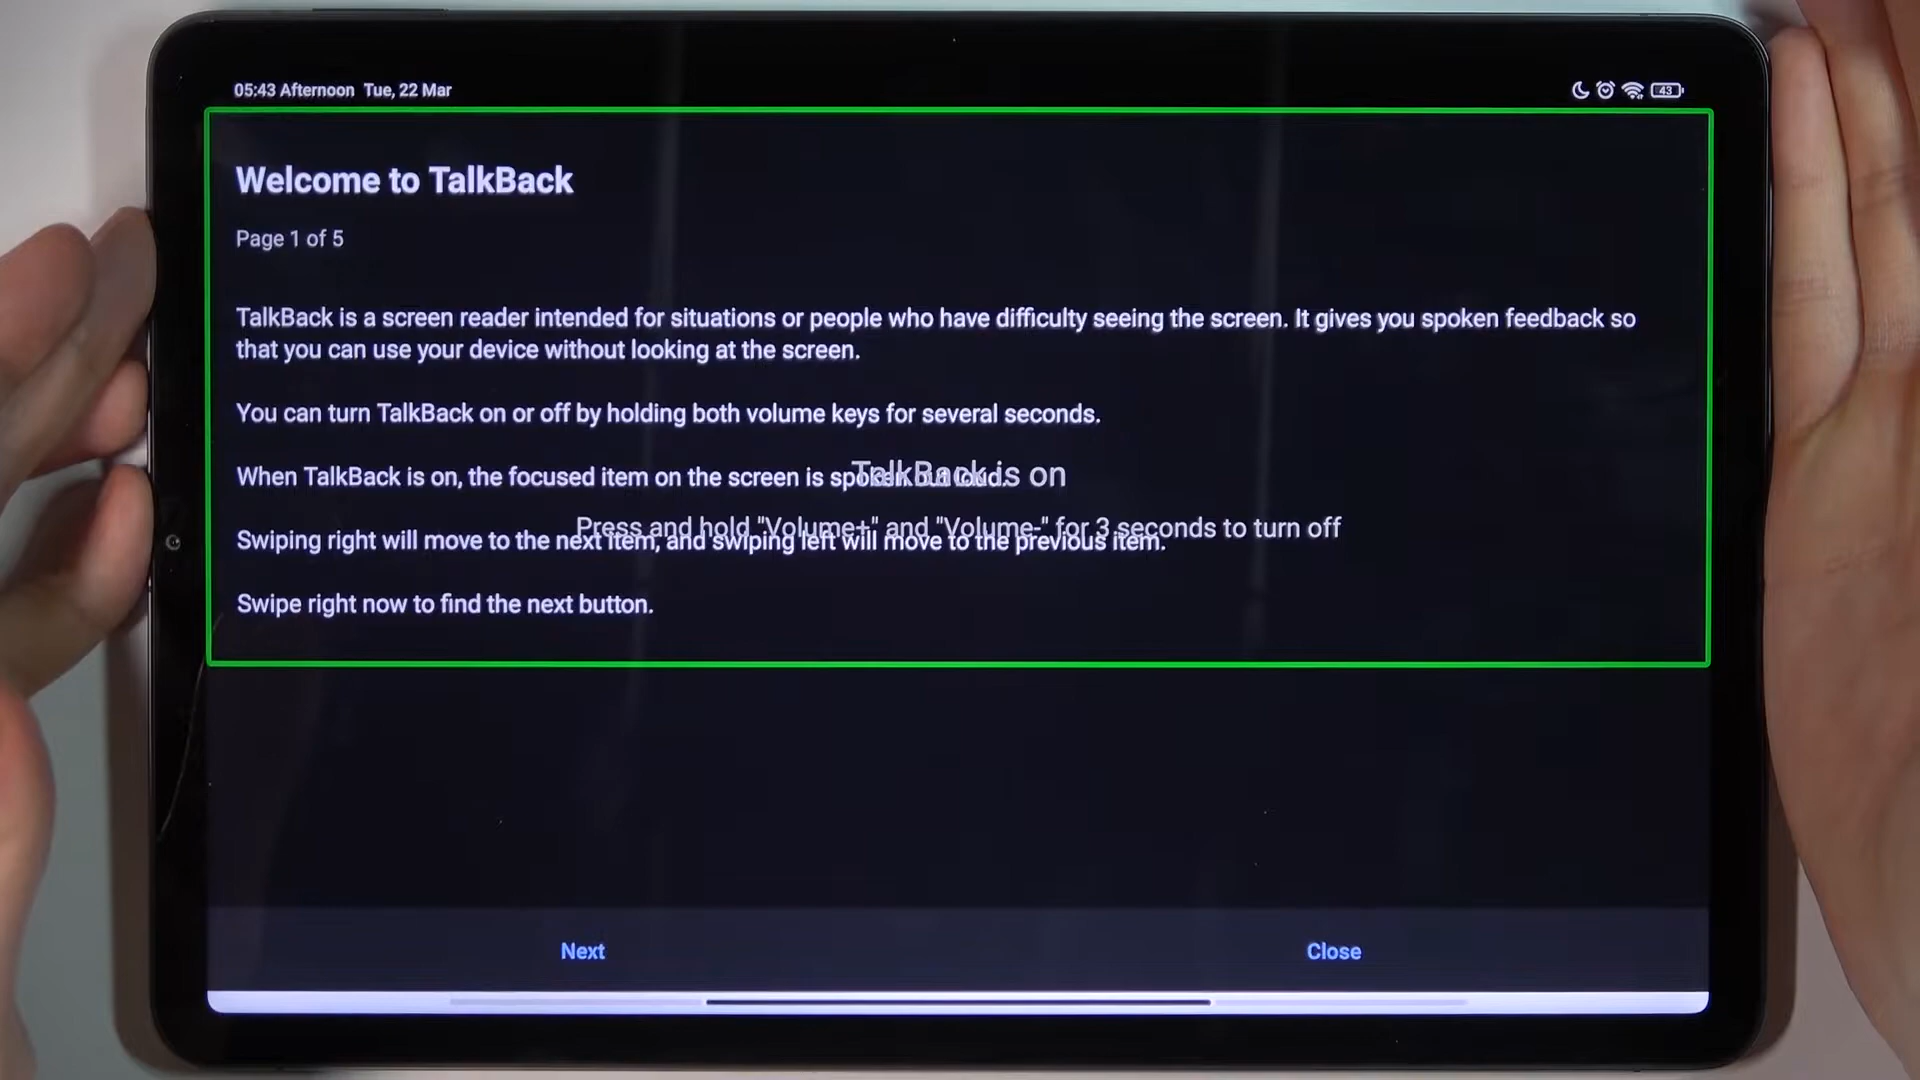 05:43 Afternoon Tue, 22 Mar
43
Welcome to TalkBack
Page 1 of 5
TalkBack is a screen reader intended for situations or people who have difficulty seeing the screen. It gives you spoken feedback so
that you can use your device without looking at the screen.
You can turn TalkBack on or off by holding both volume keys for several seconds.
When TalkBack is on, the focused item on the screen is spoken out loud.
TalkBack is on
Press and hold "Volume+" and "Volume-" for 3 seconds to turn off
Swiping right will move to the next item, and swiping left will move to the previous item.
Swipe right now to find the next button.
Next
Close